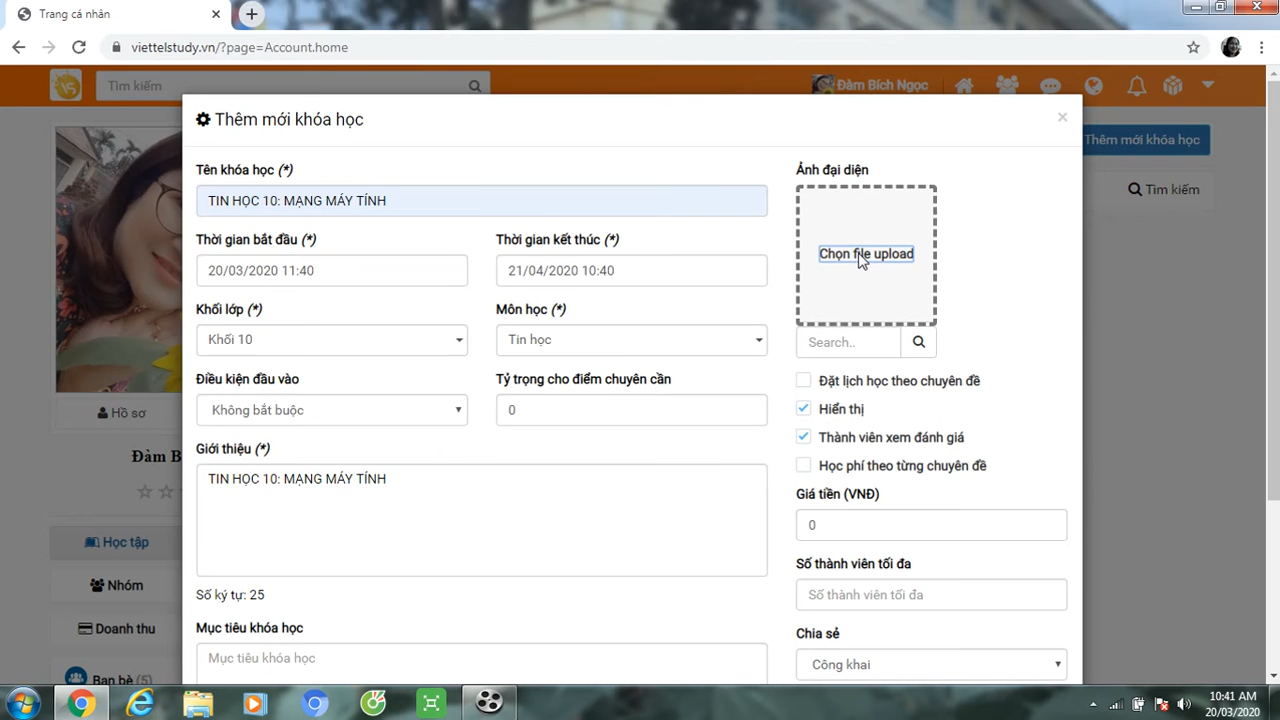 Trang cá nhân
viettelstudy.vn/?page=Account.home
VS
Tìm kiếm
Đàm Bích Ngọc
Thêm mới khóa học
Thêm mới khóa học
Tìm kiếm
Tên khóa học (*)
TIN HỌC 10: MẠNG MÁY TÍNH
Thời gian bắt đầu (*)
Thời gian kết thúc (*)
20/03/2020 11:40
21/04/2020 10:40
Khối lớp (*)
Môn học (*)
Khối 10
Tin học
Điều kiện đầu vào
Tỷ trọng cho điểm chuyên cần
Không bắt buộc
0
Giới thiệu (*)
TIN HỌC 10: MẠNG MÁY TÍNH
Số ký tự: 25
Mục tiêu khóa học
Mục tiêu khóa học
Ảnh đại diện
Chọn file upload
Search..
Đặt lịch học theo chuyên đề
Hiển thị
Thành viên xem đánh giá
Học phí theo từng chuyên đề
Giá tiền (VNĐ)
0
Số thành viên tối đa
Số thành viên tối đa
Chia sẻ
Công khai
Hồ sơ
Đàm B
Học tập
Nhóm
Doanh thu
Bạn bè (5)
10:41 AM
20/03/2020